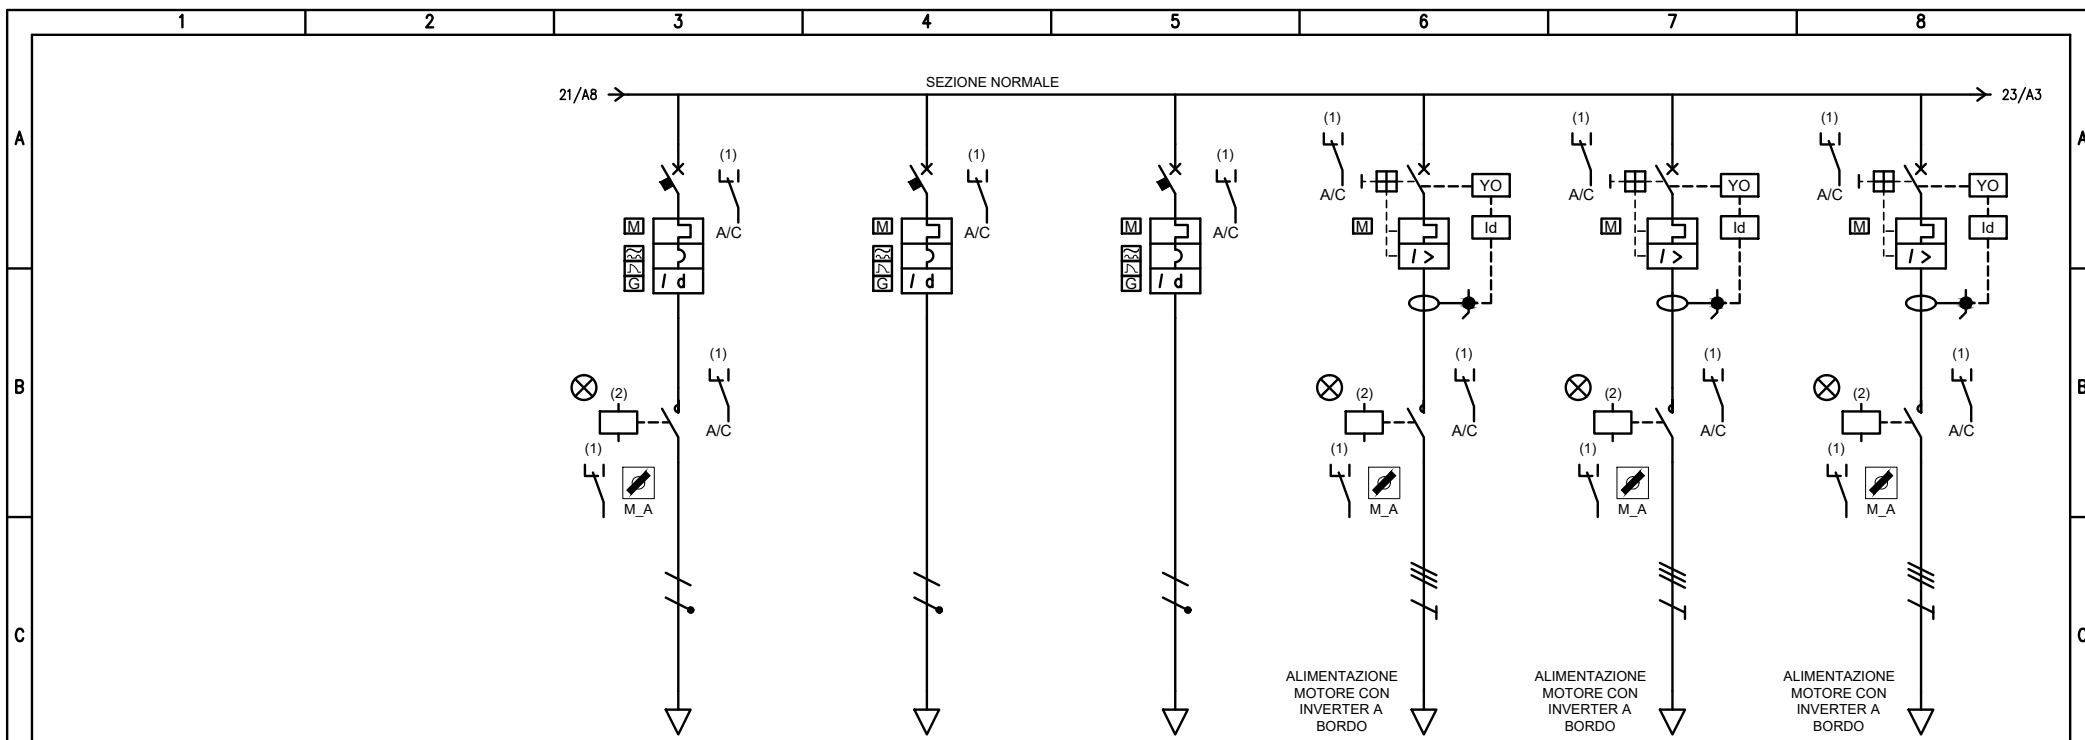 1 2 3 4 5 6 7 8
SEZIONE NORMALE
21/A8 23/A3
(1) (1) (1)
A A
(1) (1) (1)
A/C YO A/C YO A/C YO
M A/C M A/C M A/C M Id M Id M Id
I > I > I >
G I d G I d G I d
(1) (1) (1) (1)
B (2) (2) (2) (2) B
A/C A/C A/C A/C
(1) (1) (1) (1)
M_A M_A M_A M_A
C C
ALIMENTAZIONE ALIMENTAZIONE ALIMENTAZIONE
MOTORE CON MOTORE CON MOTORE CON
INVERTER A INVERTER A INVERTER A
BORDO BORDO BORDO